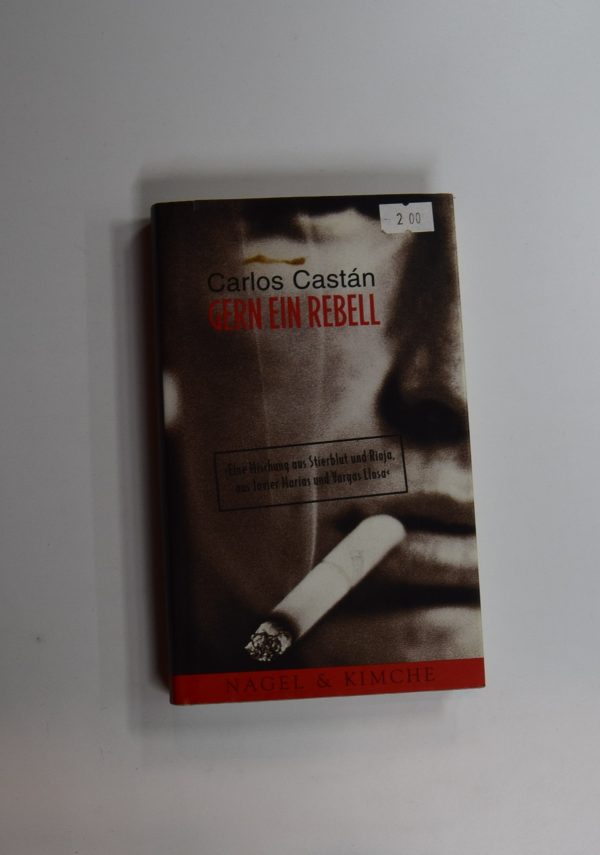 2 00
Carlos Castán
GERN EIN REBELL
›Eine Mischung aus Stierblut und Rioja,
aus Javier Marías und Vargas Llosa‹
NAGEL & KIMCHE